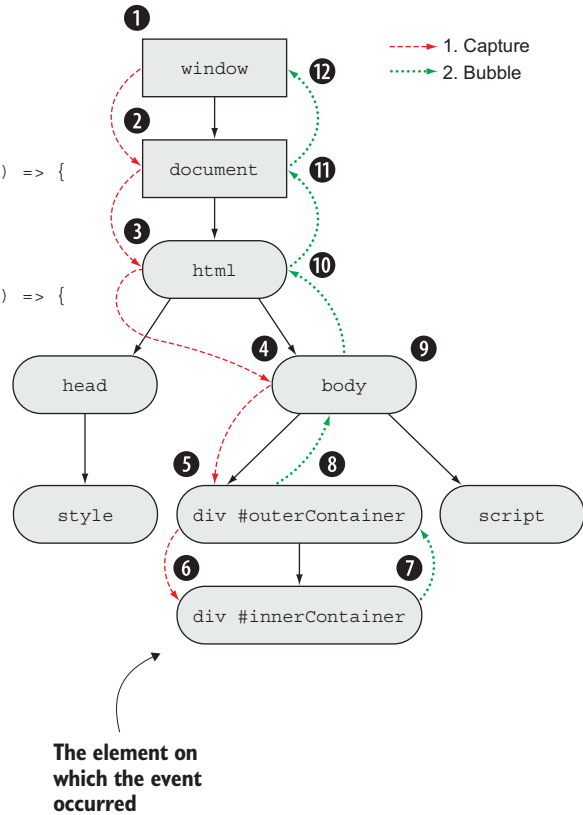 1
window
1. Capture
2. Bubble
12
2
) => {
document
11
3
html
10
) => {
4
9
head
body
5
8
style
div #outerContainer
script
6
7
div #innerContainer
The element on
which the event
occurred